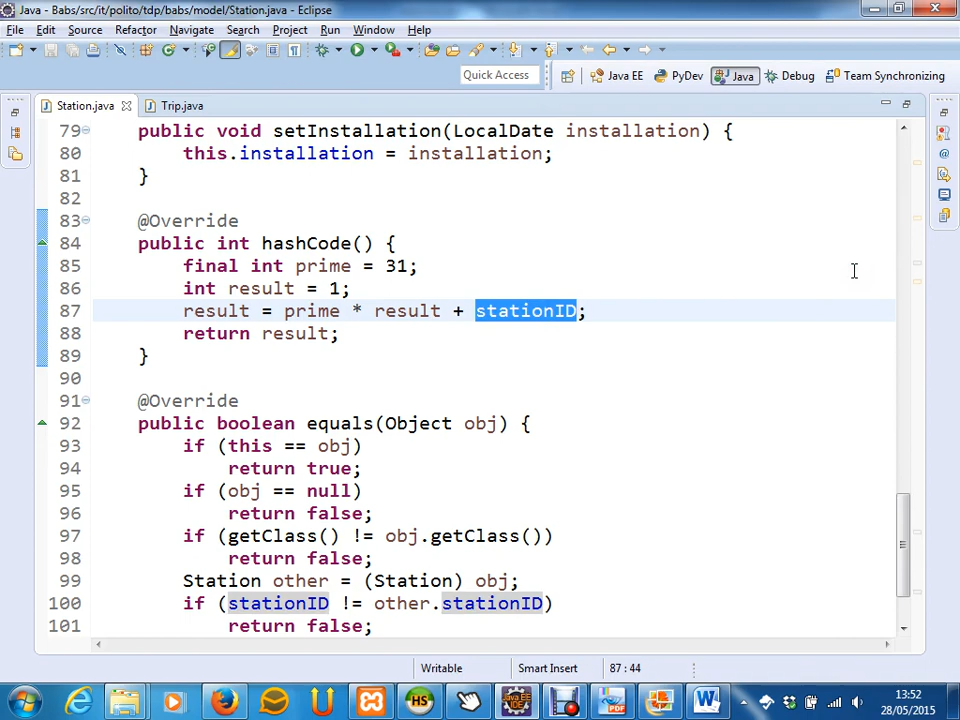 Java - Babs/src/it/polito/tdp/babs/model/Station.java - Eclipse
File Edit Source Refactor Navigate Search Project Run Window Help
Quick Access Java EE PyDev Java Debug Team Synchronizing
Station.java Trip.java
79 public void setInstallation(LocalDate installation) {
80 this.installation = installation;
81 }
82
83 @Override
84 public int hashCode() {
85 final int prime = 31;
86 int result = 1;
87 result = prime * result + stationID;
88 return result;
89 }
90
91 @Override
92 public boolean equals(Object obj) {
93 if (this == obj)
94 return true;
95 if (obj == null)
96 return false;
97 if (getClass() != obj.getClass())
98 return false;
99 Station other = (Station) obj;
100 if (stationID != other.stationID)
101 return false;
Writable Smart Insert 87 : 44
13:52
28/05/2015